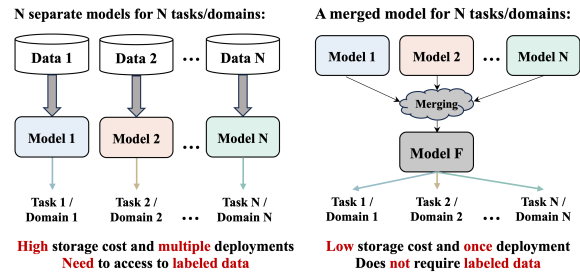 N separate models for N tasks/domains:
Data 1
Data 2
...
Data N
Model 1
Model 2
...
Model N
Task 1 /
Domain 1
Task 2 /
Domain 2
...
Task N /
Domain N
High storage cost and multiple deployments
Need to access to labeled data
A merged model for N tasks/domains:
Model 1
Model 2
...
Model N
Merging
Model F
Task 1 /
Domain 1
Task 2 /
Domain 2
...
Task N /
Domain N
Low storage cost and once deployment
Does not require labeled data